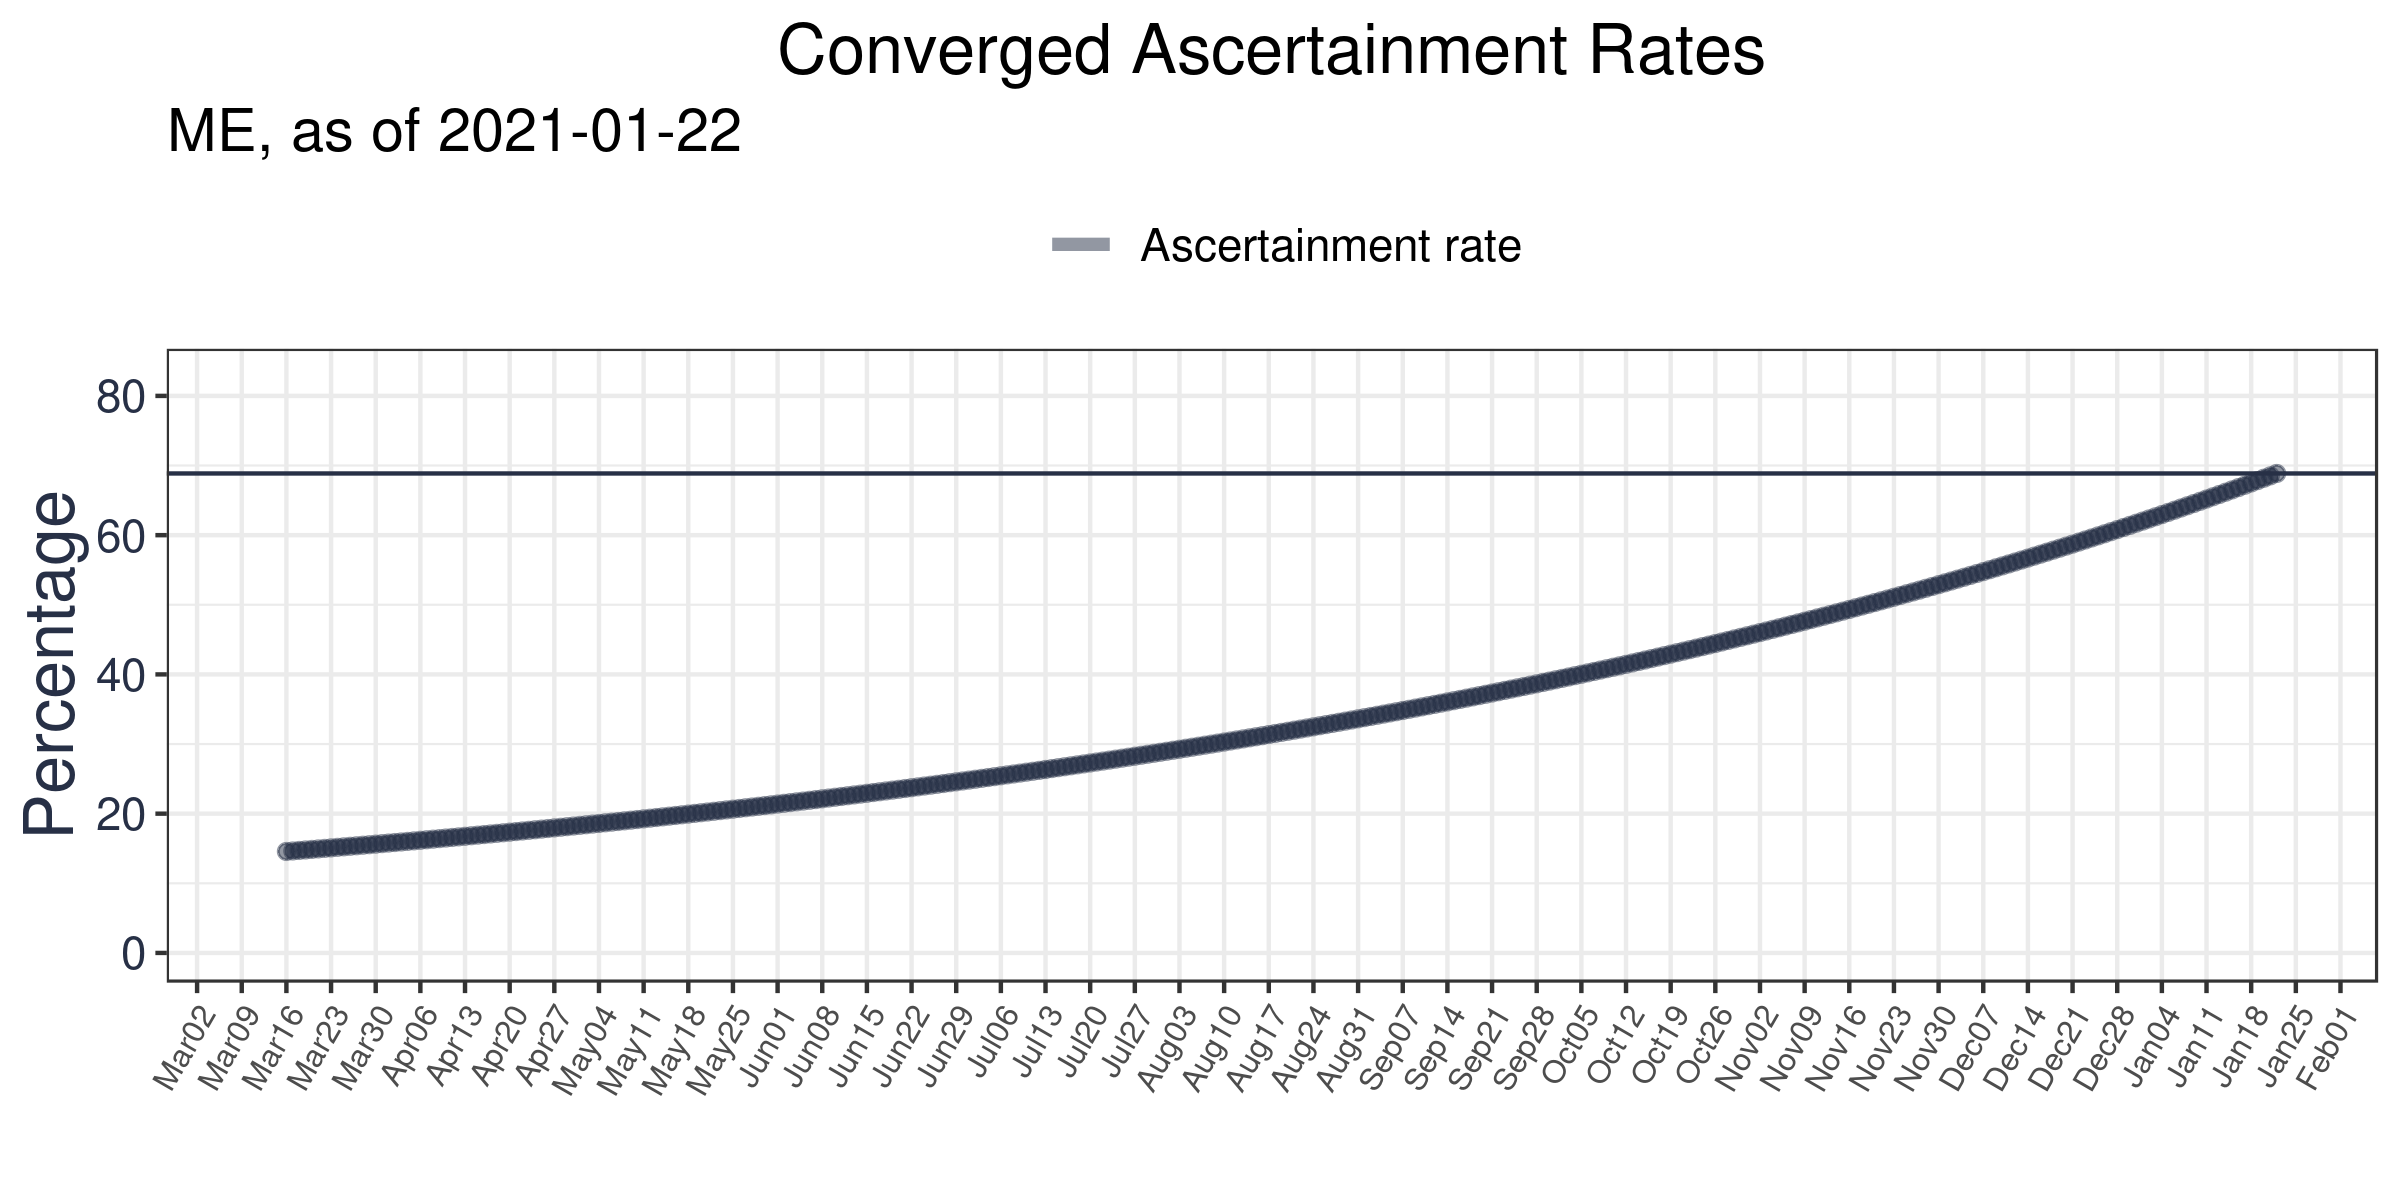 Converged Ascertainment Rates
ME, as of 2021-01-22
Ascertainment rate
Percentage
80
60
40
20
0
Mar02
Mar09
Mar16
Mar23
Mar30
Apr06
Apr13
Apr20
Apr27
May04
May11
May18
May25
Jun01
Jun08
Jun15
Jun22
Jun29
Jul06
Jul13
Jul20
Jul27
Aug03
Aug10
Aug17
Aug24
Aug31
Sep07
Sep14
Sep21
Sep28
Oct05
Oct12
Oct19
Oct26
Nov02
Nov09
Nov16
Nov23
Nov30
Dec07
Dec14
Dec21
Dec28
Jan04
Jan11
Jan18
Jan25
Feb01